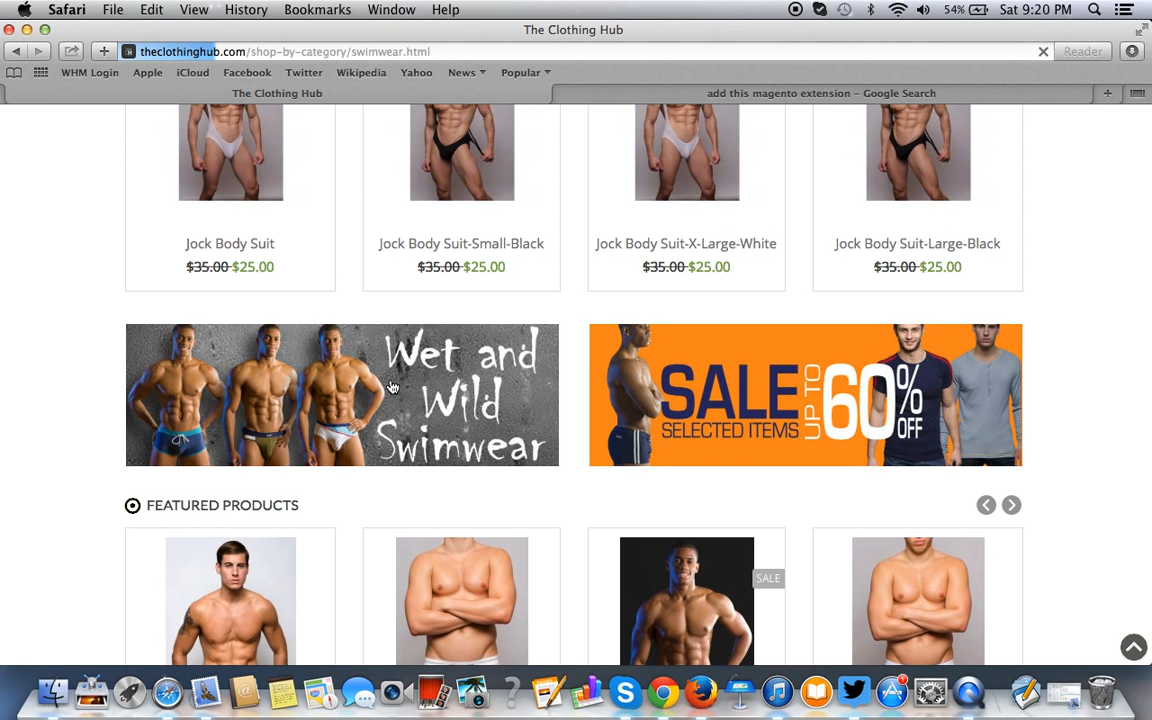 Safari File Edit View History Bookmarks Window Help 54% Sat 9:20 PM
The Clothing Hub
theclothinghub.com/shop-by-category/swimwear.html Reader
WHM Login Apple iCloud Facebook Twitter Wikipedia Yahoo News Popular
The Clothing Hub add this magento extension – Google Search
Jock Body Suit Jock Body Suit-Small-Black Jock Body Suit-X-Large-White Jock Body Suit-Large-Black
$35.00 $25.00 $35.00 $25.00 $35.00 $25.00 $35.00 $25.00
Wet and
Wild
Swimwear
SALE
SELECTED ITEMS
UP TO
60%
OFF
FEATURED PRODUCTS
SALE